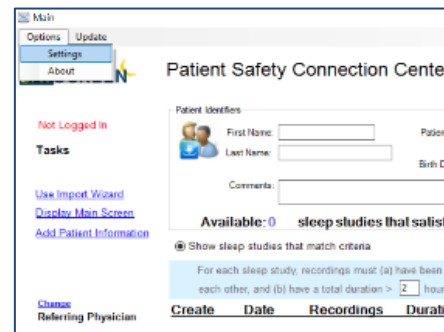 Main
Options Update
Settings
About
Patient Safety Connection Cente
Patient Identifiers
Not Logged In
First Name: Patien
Tasks
Last Name:
Birth D
Comments:
Use Import Wizard
Display Main Screen
Available: 0 sleep studies that satisf
Add Patient Information
Show sleep studies that match criteria
For each sleep study, recordings must (a) have been
each other, and (b) have a total duration > 2 hour
Change
Referring Physician
Create Date Recordings Durati